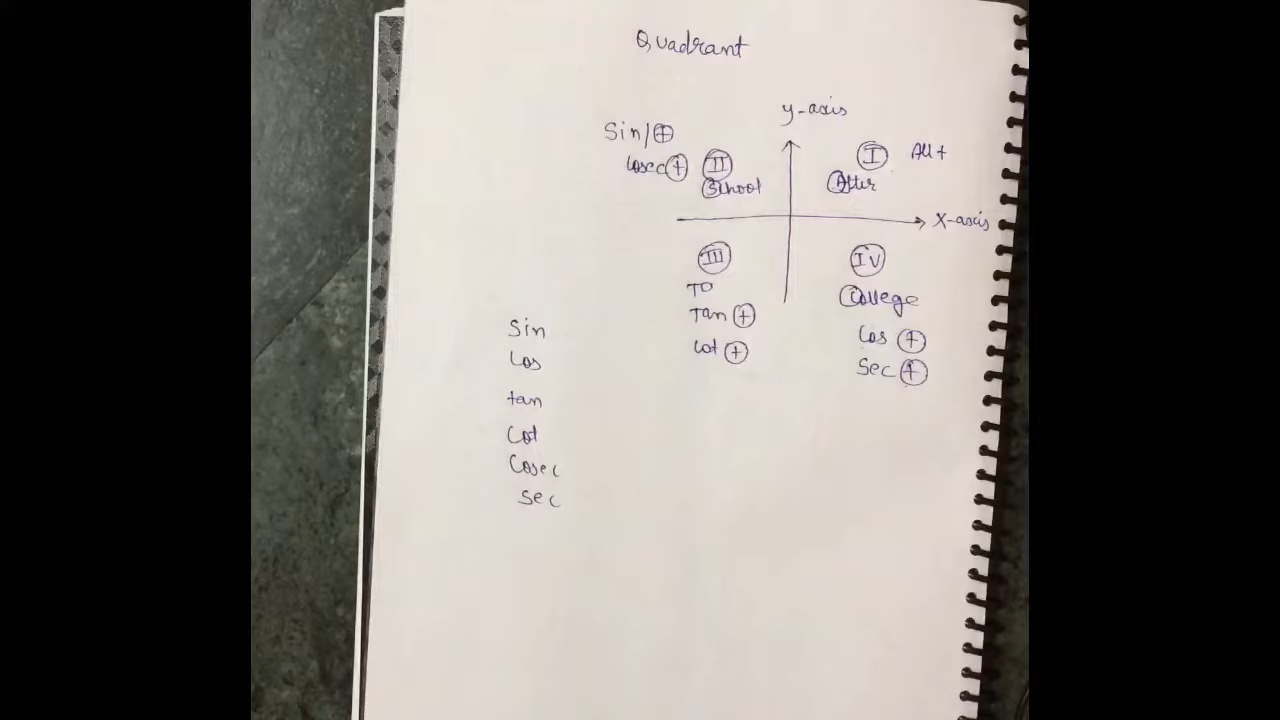 Quadrant
y-axis
Sin/+
Cosec + II
School
I All +
After
X-axis
III
TO
Tan +
Cot +
IV
College
Cos +
Sec +
Sin
Cos
tan
Cot
Cosec
Sec